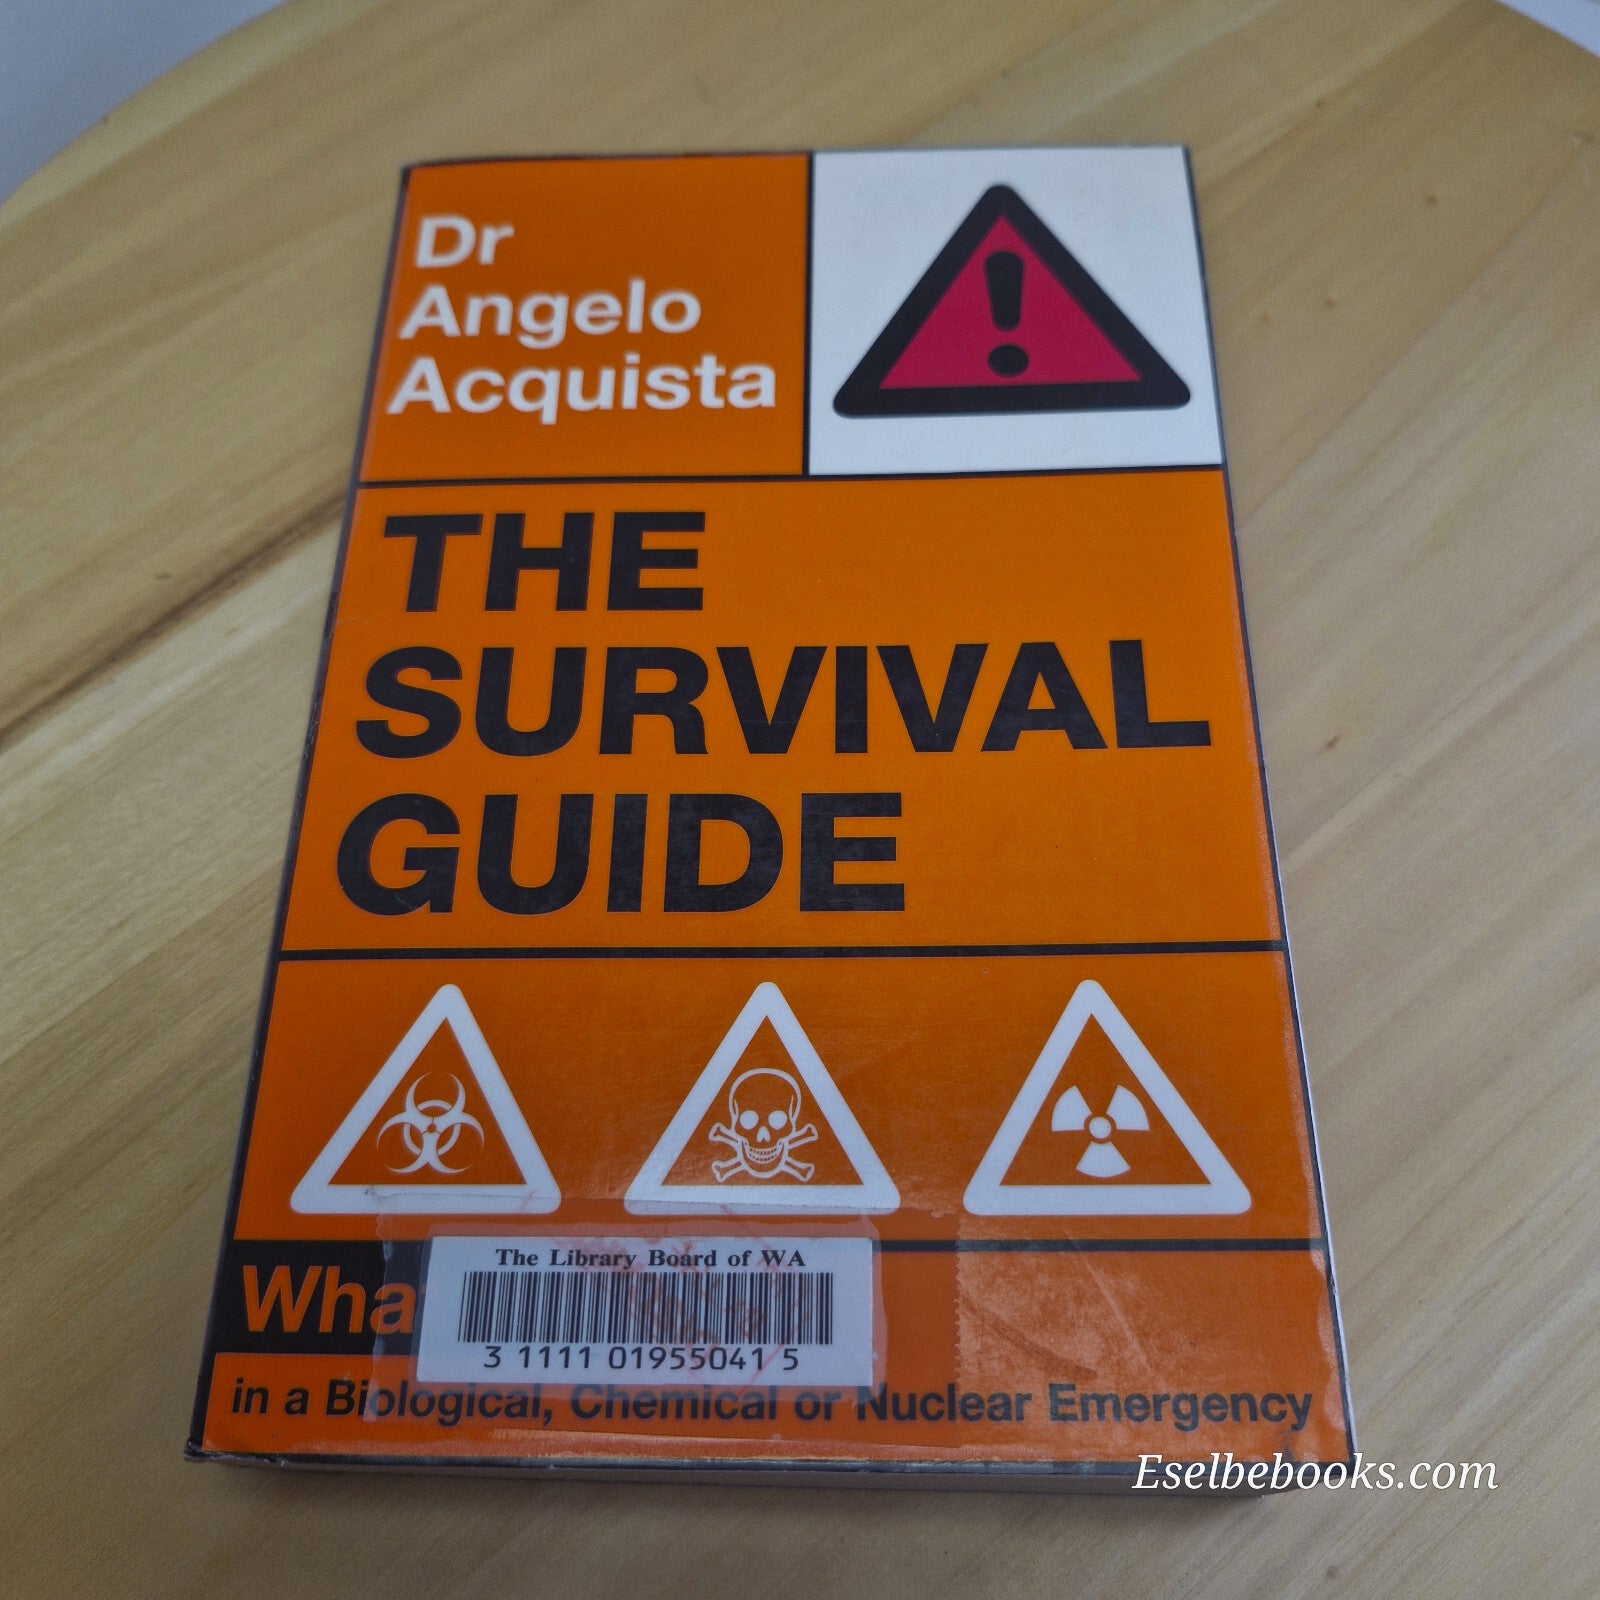 Dr
Angelo
Acquista
THE
SURVIVAL
GUIDE
The Library Board of WA
3 1111 01955041 5
Wha
in a Biological, Chemical or Nuclear Emergency
Eselbebooks.com